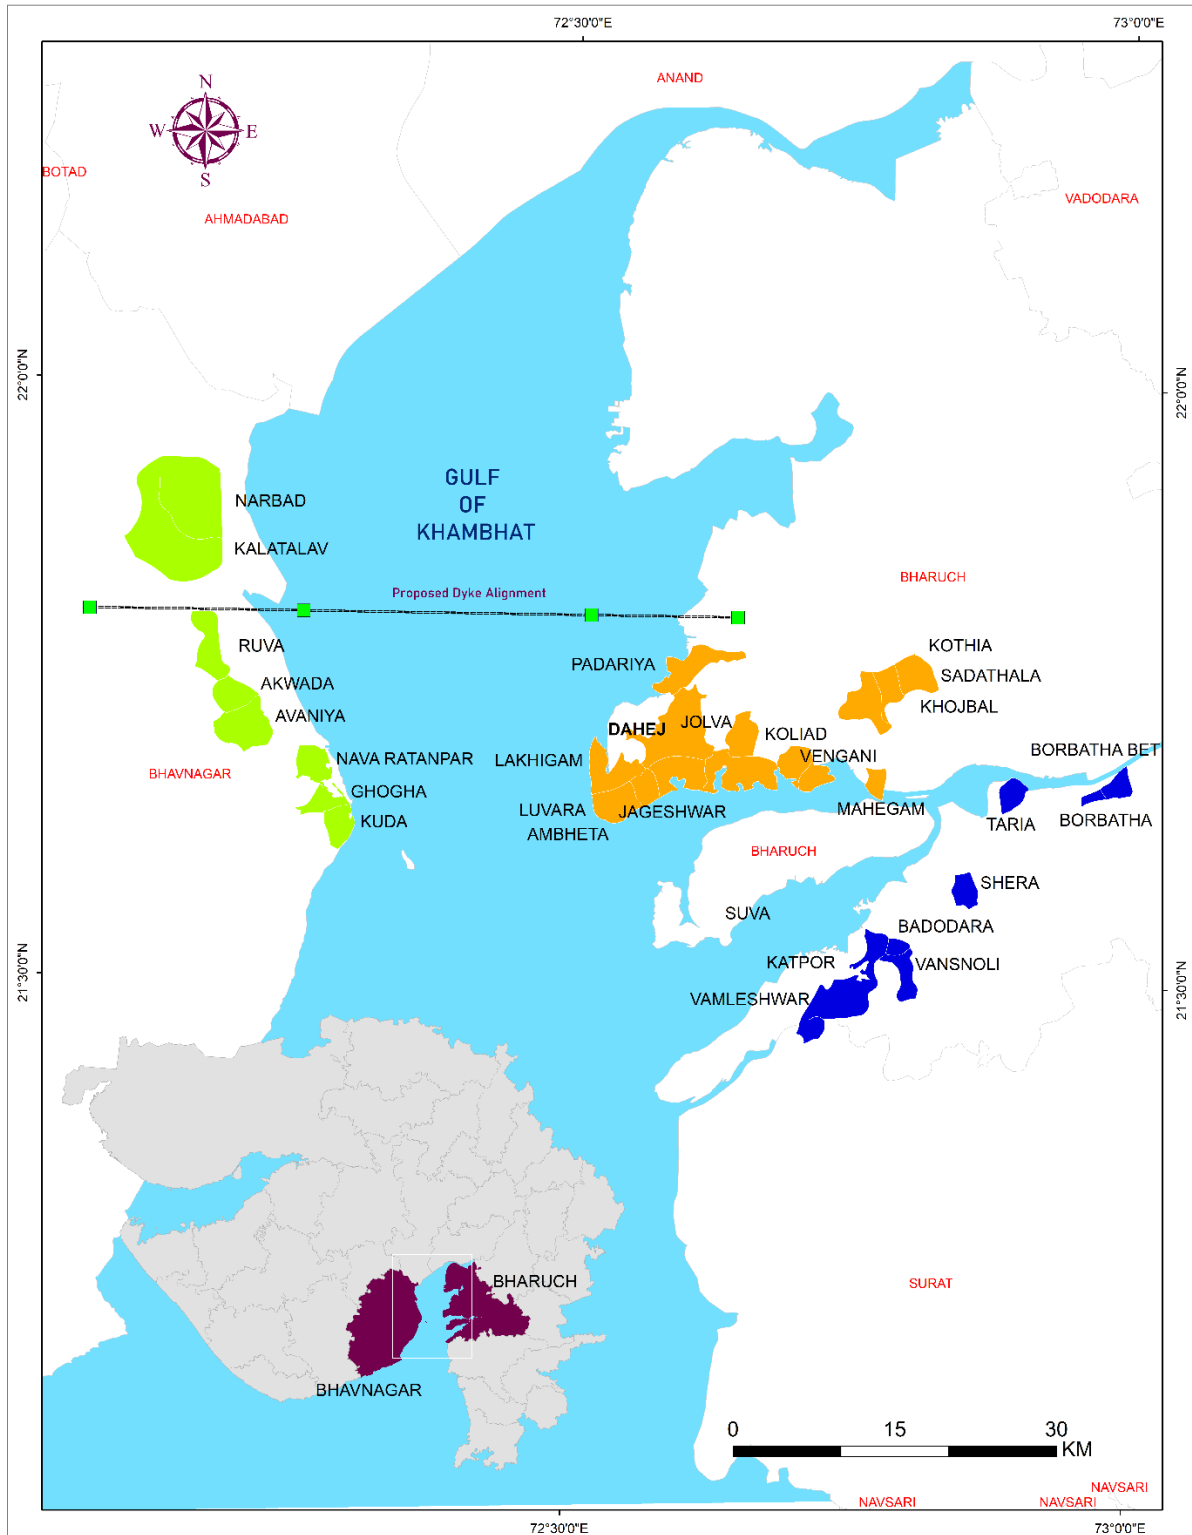 72°30'0"E
73°0'0"E
ANAND
N
W
E
S
BOTAD
AHMADABAD
VADODARA
22°0'0"N
22°0'0"N
GULF
OF
KHAMBHAT
NARBAD
KALATALAV
Proposed Dyke Alignment
BHARUCH
RUVA
AKWADA
AVANIYA
PADARIYA
KOTHIA
SADATHALA
KHOJBAL
DAHEJ
JOLVA
KOLIAD
BHAVNAGAR
NAVA RATANPAR
GHOGHA
KUDA
LAKHIGAM
VENGANI
BORBATHA BET
LUVARA
JAGESHWAR
MAHEGAM
TARIA
BORBATHA
AMBHETA
BHARUCH
SHERA
SUVA
BADODARA
KATPOR
VANSNOLI
VAMLESHWAR
21°30'0"N
21°30'0"N
BHARUCH
SURAT
BHAVNAGAR
0
15
30
KM
NAVSARI
NAVSARI
NAVSARI
72°30'0"E
73°0'0"E